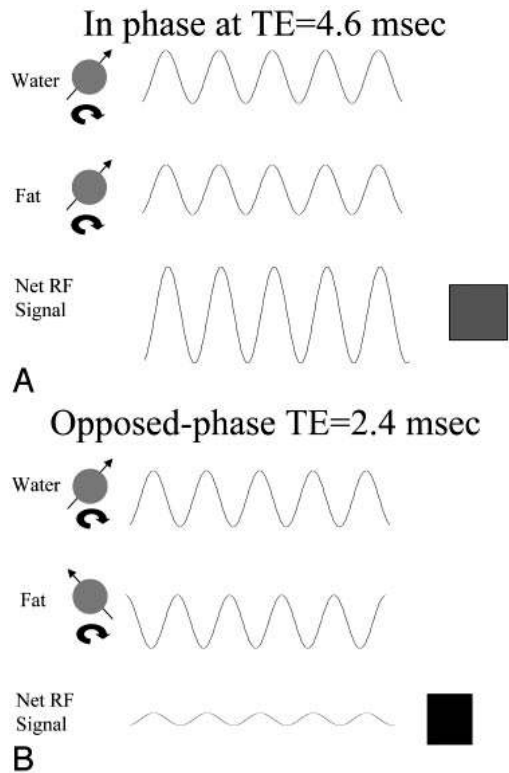 In phase at TE=4.6 msec
Water
Fat
Net RF
Signal
A
Opposed-phase TE=2.4 msec
Water
Fat
Net RF
Signal
B